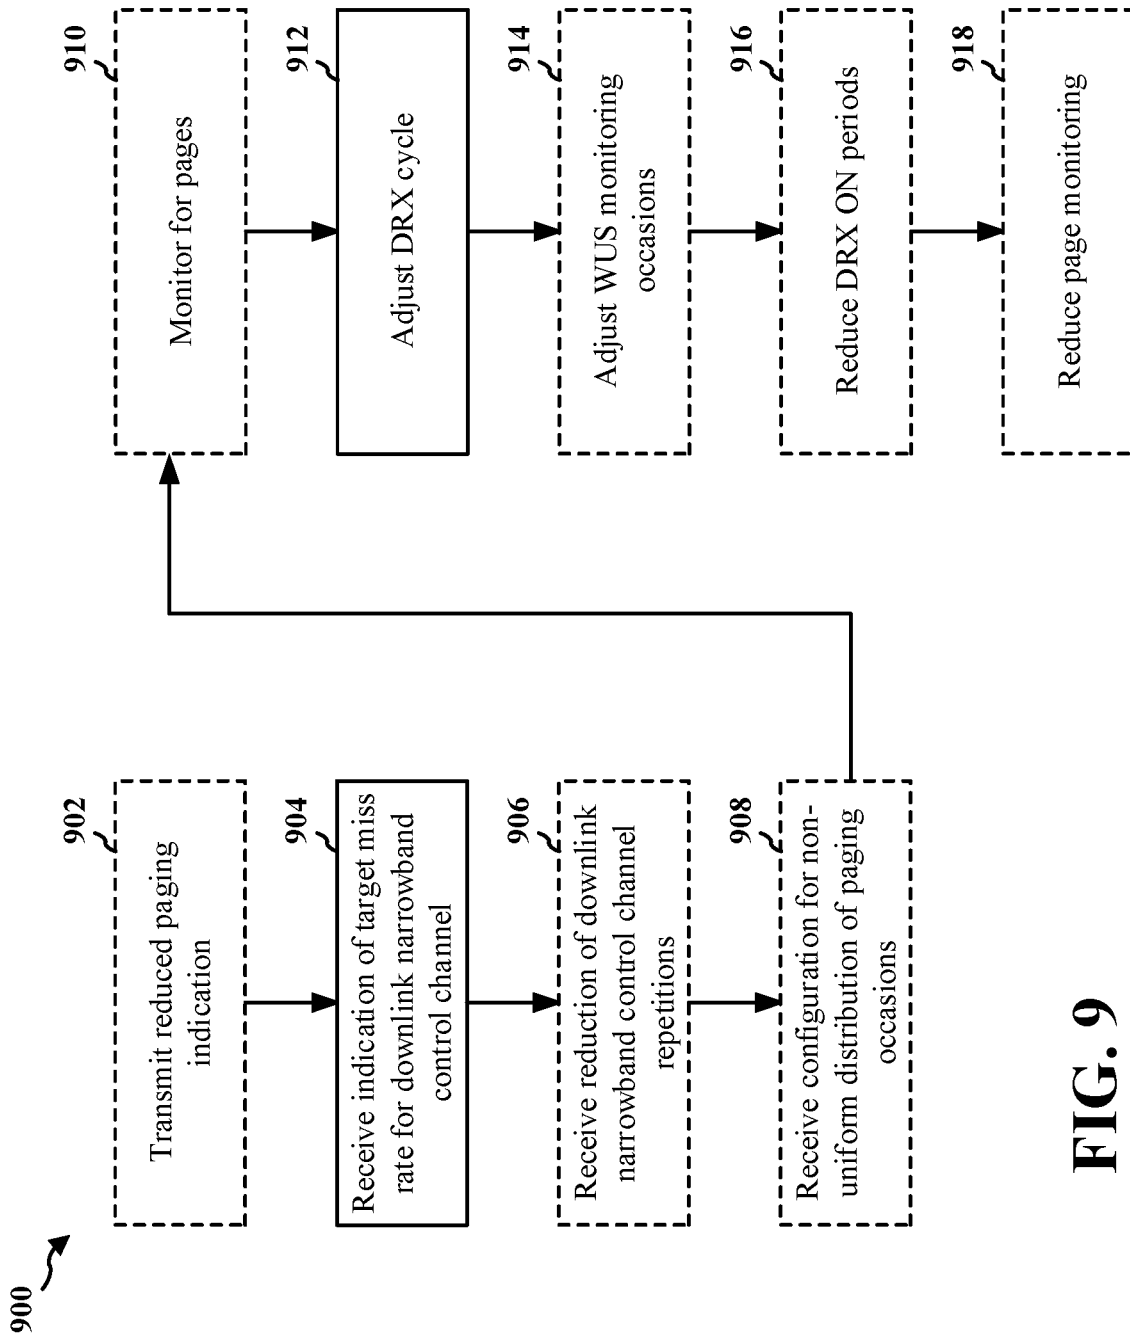 900
902
Transmit reduced paging
indication
904
Receive indication of target miss
rate for downlink narrowband
control channel
906
Receive reduction of downlink
narrowband control channel
repetitions
908
Receive configuration for non-
uniform distribution of paging
occasions
910
Monitor for pages
912
Adjust DRX cycle
914
Adjust WUS monitoring
occasions
916
Reduce DRX ON periods
918
Reduce page monitoring
FIG. 9